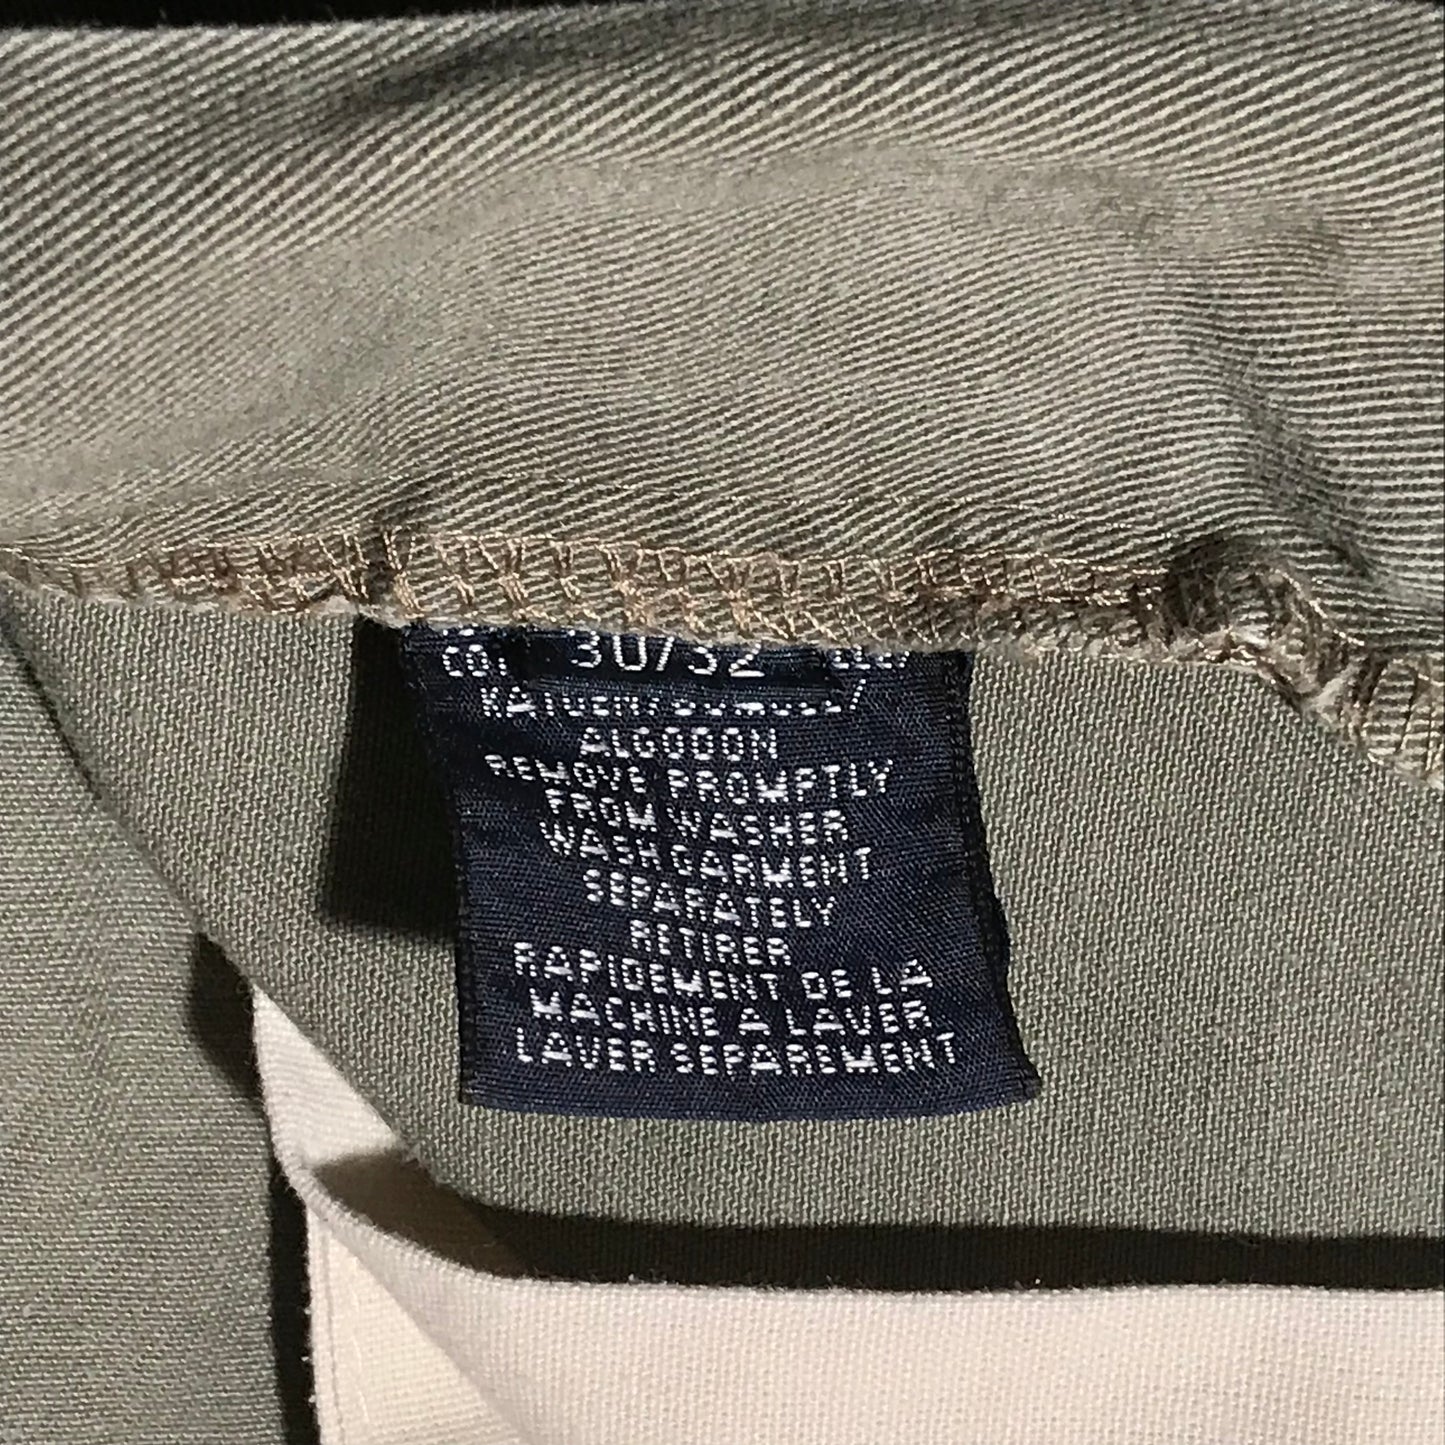 30/32
ALGODON
REMOVE PROMPTLY
FROM WASHER
WASH GARMENT
SEPARATELY
RETIRER
RAPIDEMENT DE LA
MACHINE A LAVER
LAVER SEPAREMENT